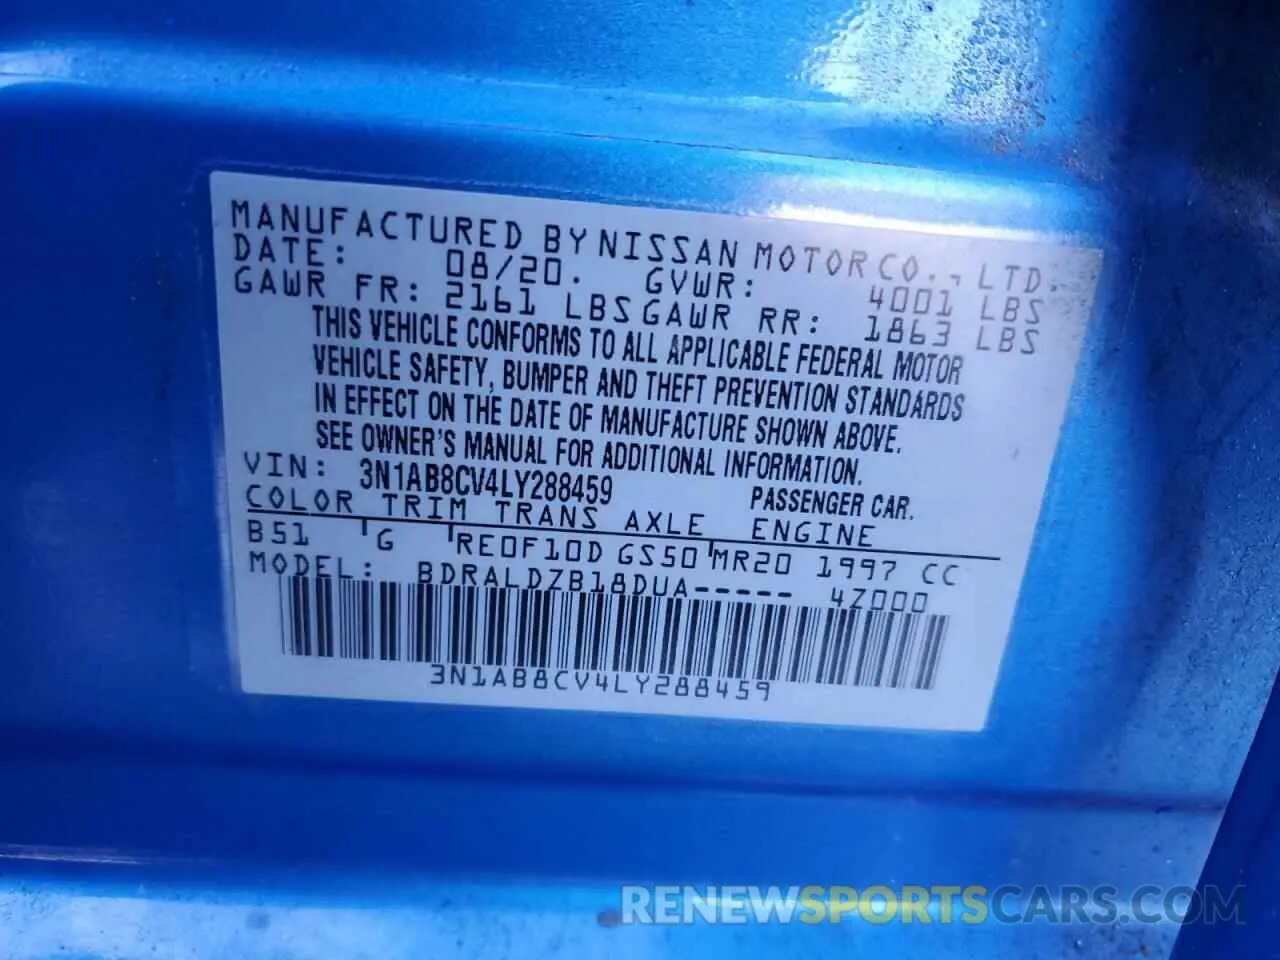 MANUFACTURED BY NISSAN MOTOR CO., LTD.
DATE: 08/20. GVWR: 4001 LBS
GAWR FR: 2161 LBS GAWR RR: 1863 LBS
THIS VEHICLE CONFORMS TO ALL APPLICABLE FEDERAL MOTOR
VEHICLE SAFETY, BUMPER AND THEFT PREVENTION STANDARDS
IN EFFECT ON THE DATE OF MANUFACTURE SHOWN ABOVE.
SEE OWNER'S MANUAL FOR ADDITIONAL INFORMATION.
VIN: 3N1AB8CV4LY288459 PASSENGER CAR.
COLOR TRIM TRANS AXLE ENGINE
B51 G RE0F10D GS50 MR20 1997 CC
MODEL: BDRALDZB18DUA----- 4Z000
3N1AB8CV4LY288459
RENEWSPORTSCARS.COM